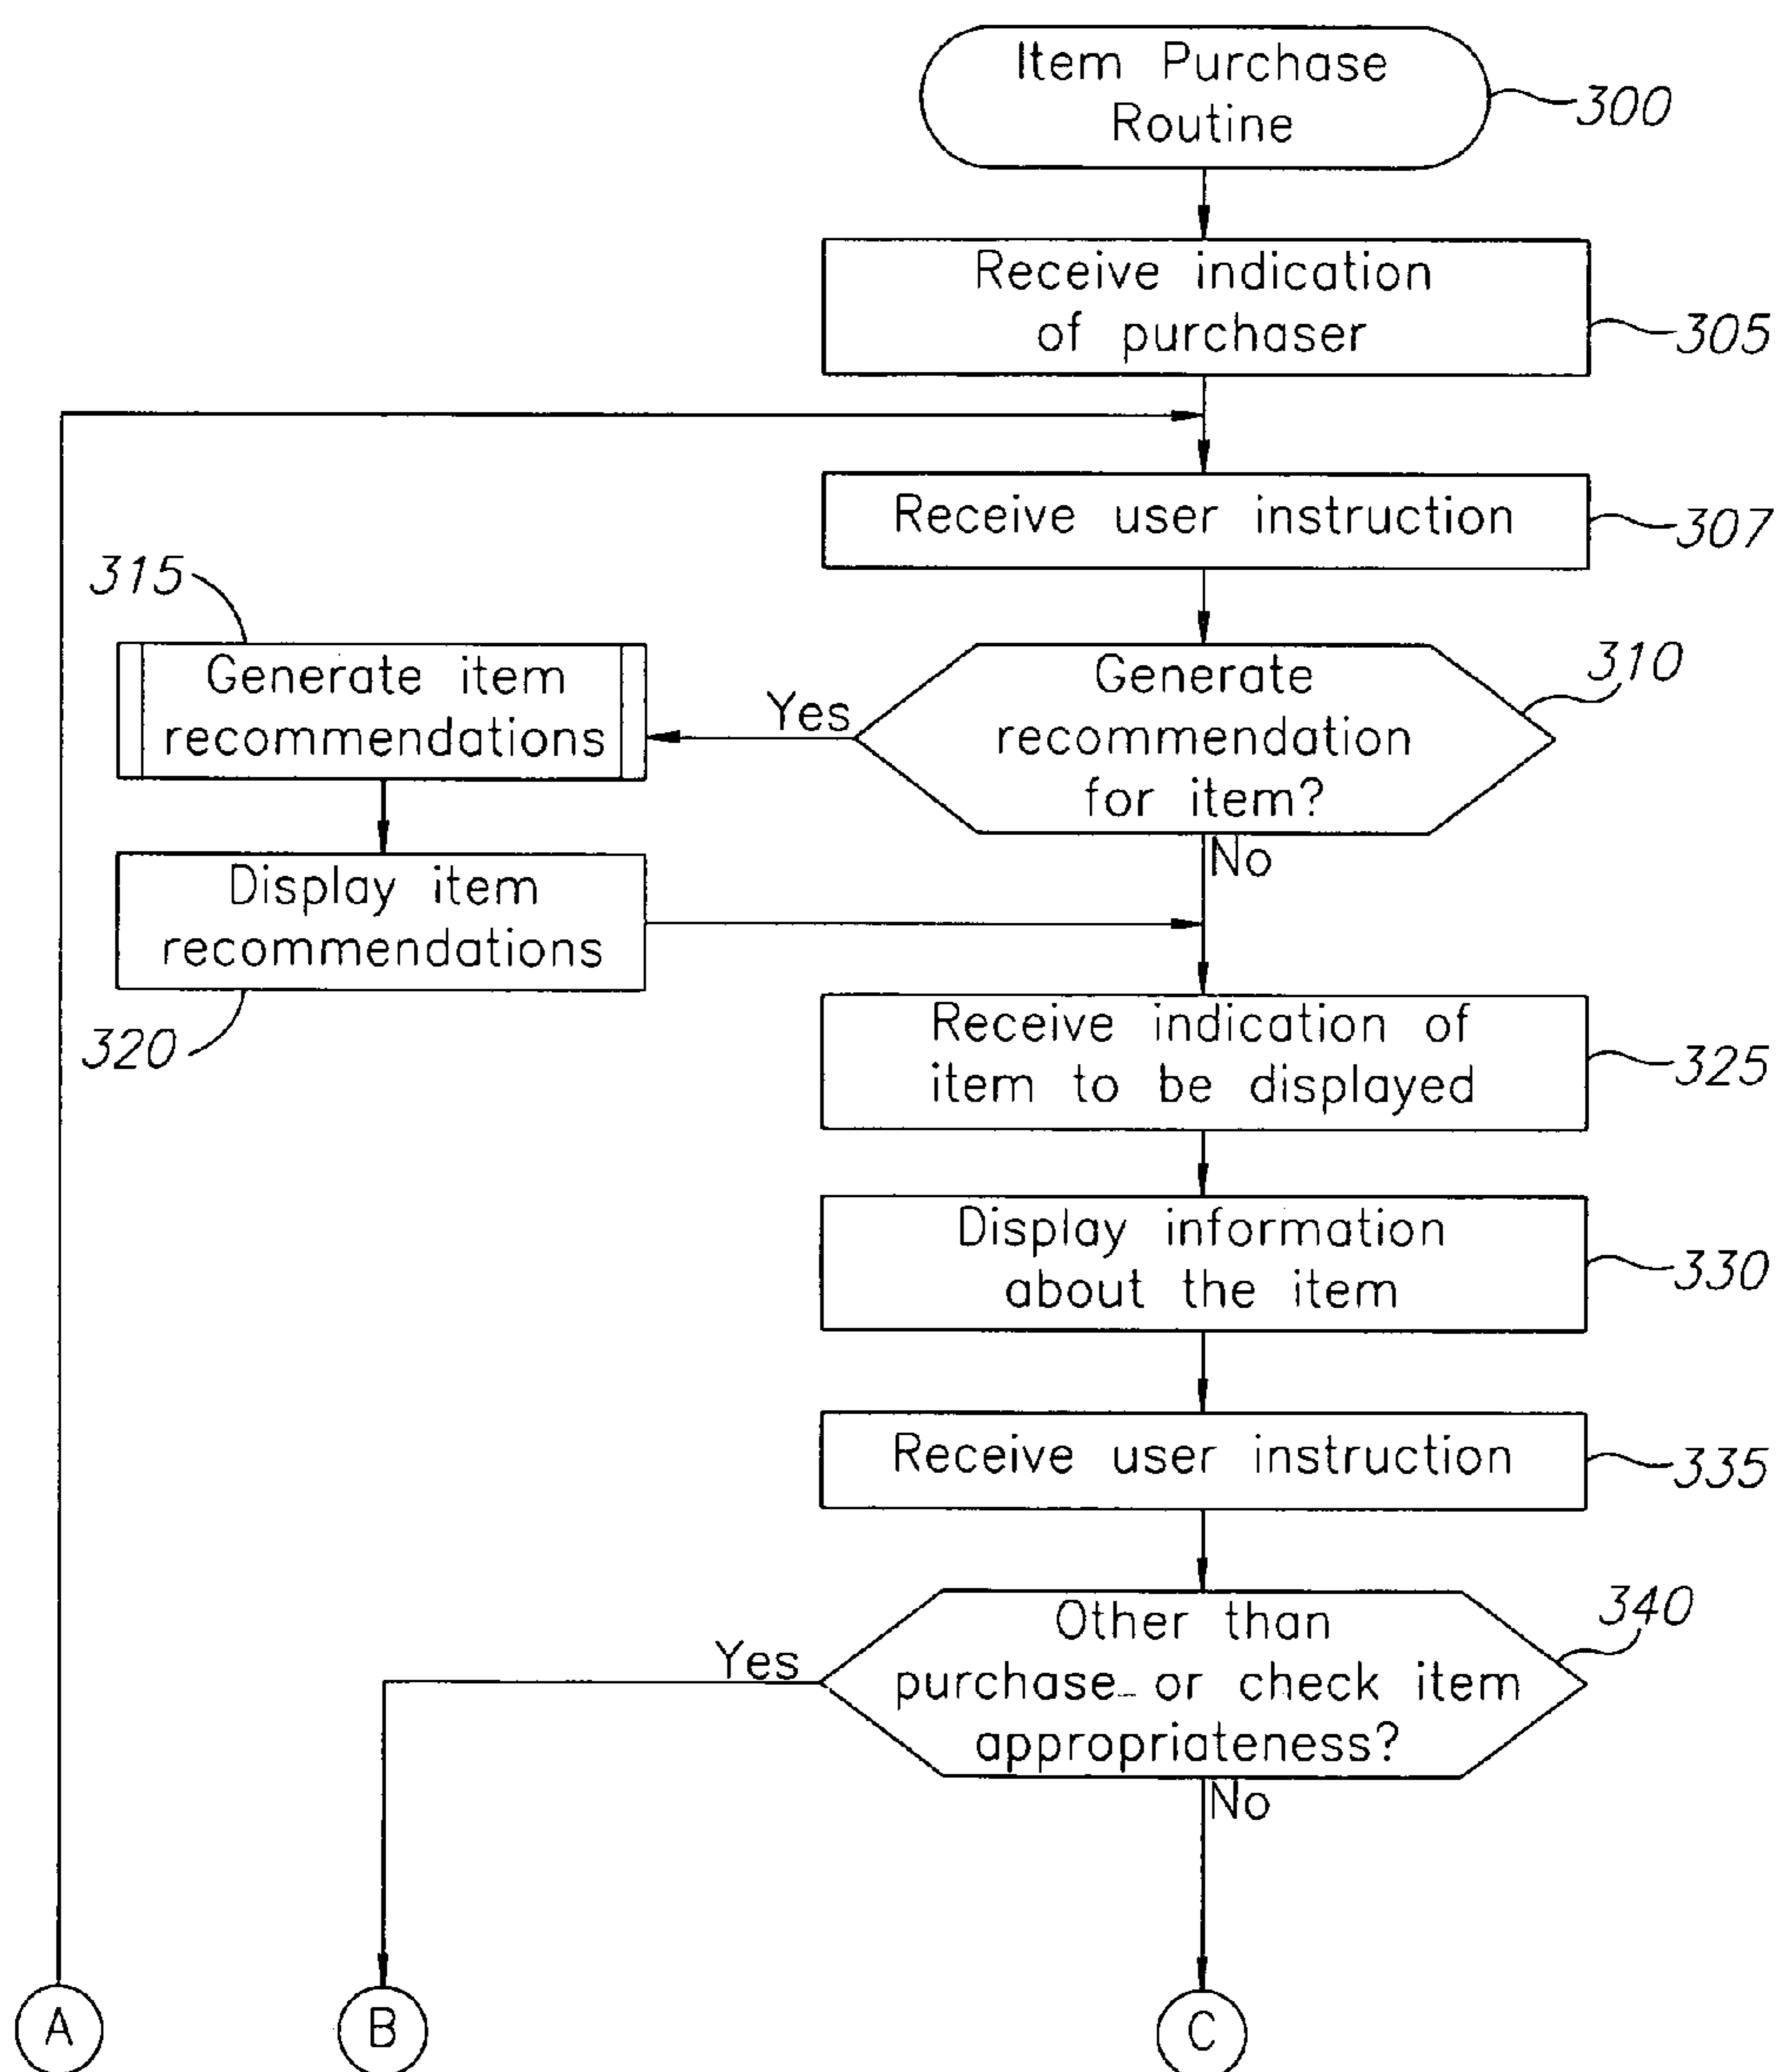 Item Purchase
Routine
300
Receive indication
of purchaser
305
Receive user instruction
307
315
Generate item
recommendations
Yes
Generate
recommendation
for item?
310
No
Display item
recommendations
320
Receive indication of
item to be displayed
325
Display information
about the item
330
Receive user instruction
335
Yes
Other than
purchase or check item
appropriateness?
340
No
A
B
C